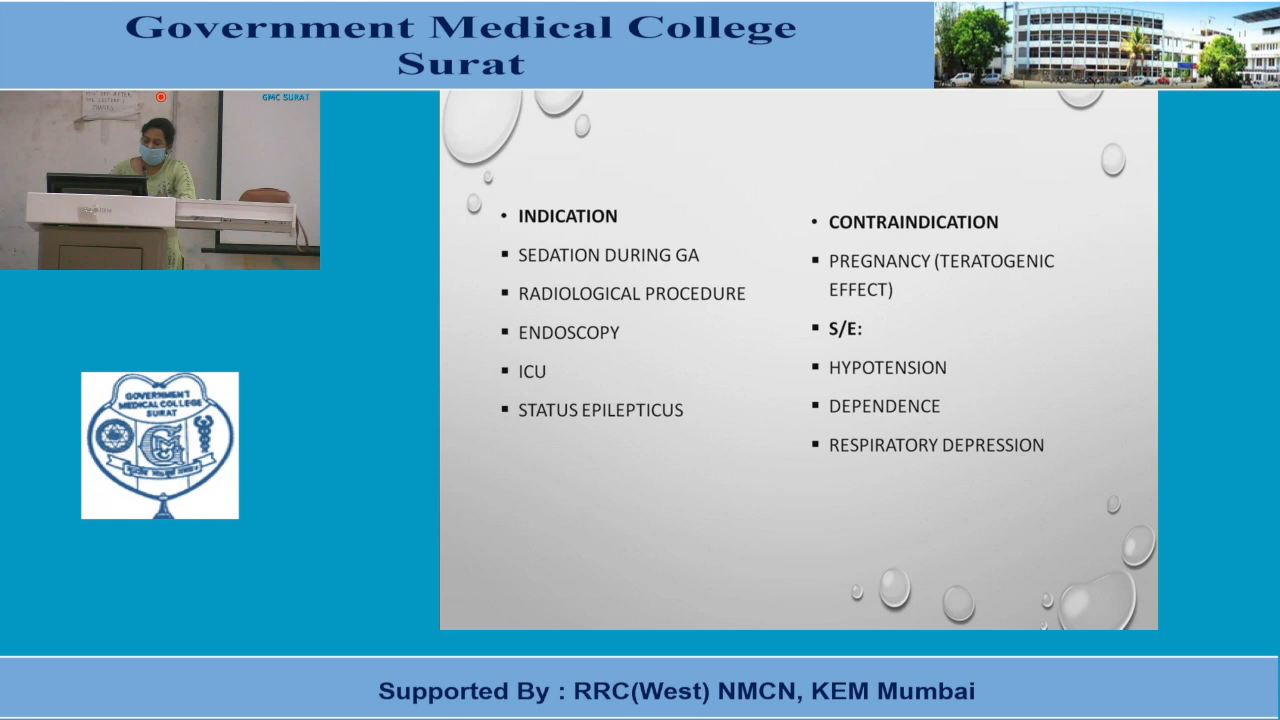 Government Medical College
Surat
GMC SURAT
• INDICATION
▪ SEDATION DURING GA
▪ RADIOLOGICAL PROCEDURE
▪ ENDOSCOPY
▪ ICU
▪ STATUS EPILEPTICUS
• CONTRAINDICATION
▪ PREGNANCY (TERATOGENIC
EFFECT)
▪ S/E:
▪ HYPOTENSION
▪ DEPENDENCE
▪ RESPIRATORY DEPRESSION
GOVERNMENT
MEDICAL COLLEGE
SURAT
Supported By : RRC(West) NMCN, KEM Mumbai